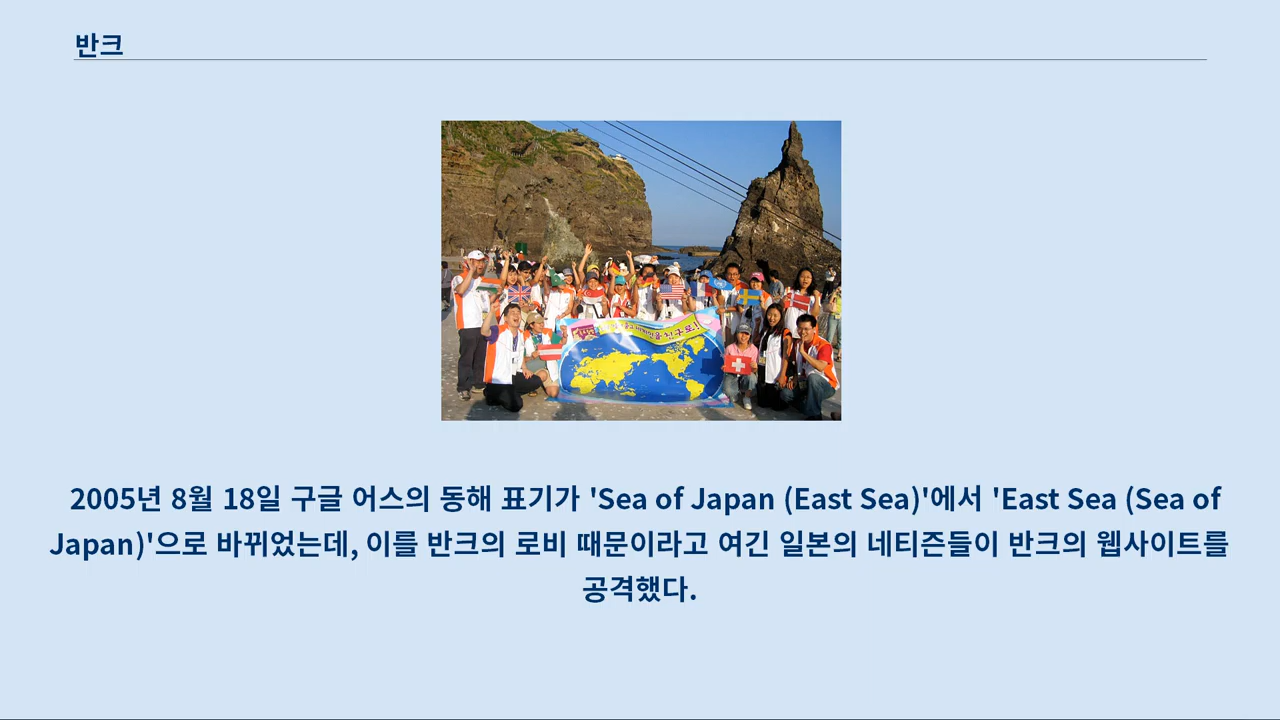 반크
친구로!
2005년 8월 18일 구글 어스의 동해 표기가 'Sea of Japan (East Sea)'에서 'East Sea (Sea of
Japan)'으로 바뀌었는데, 이를 반크의 로비 때문이라고 여긴 일본의 네티즌들이 반크의 웹사이트를
공격했다.